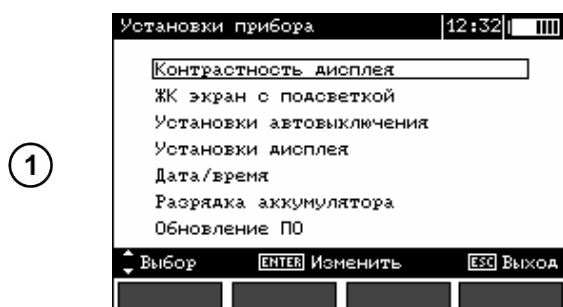 Установки прибора 12:32
Контрастность дисплея
ЖК экран с подсветкой
Установки автовыключения
Установки дисплея
Дата/время
Разрядка аккумулятора
Обновление ПО
1
Выбор ENTER Изменить ESC Выход